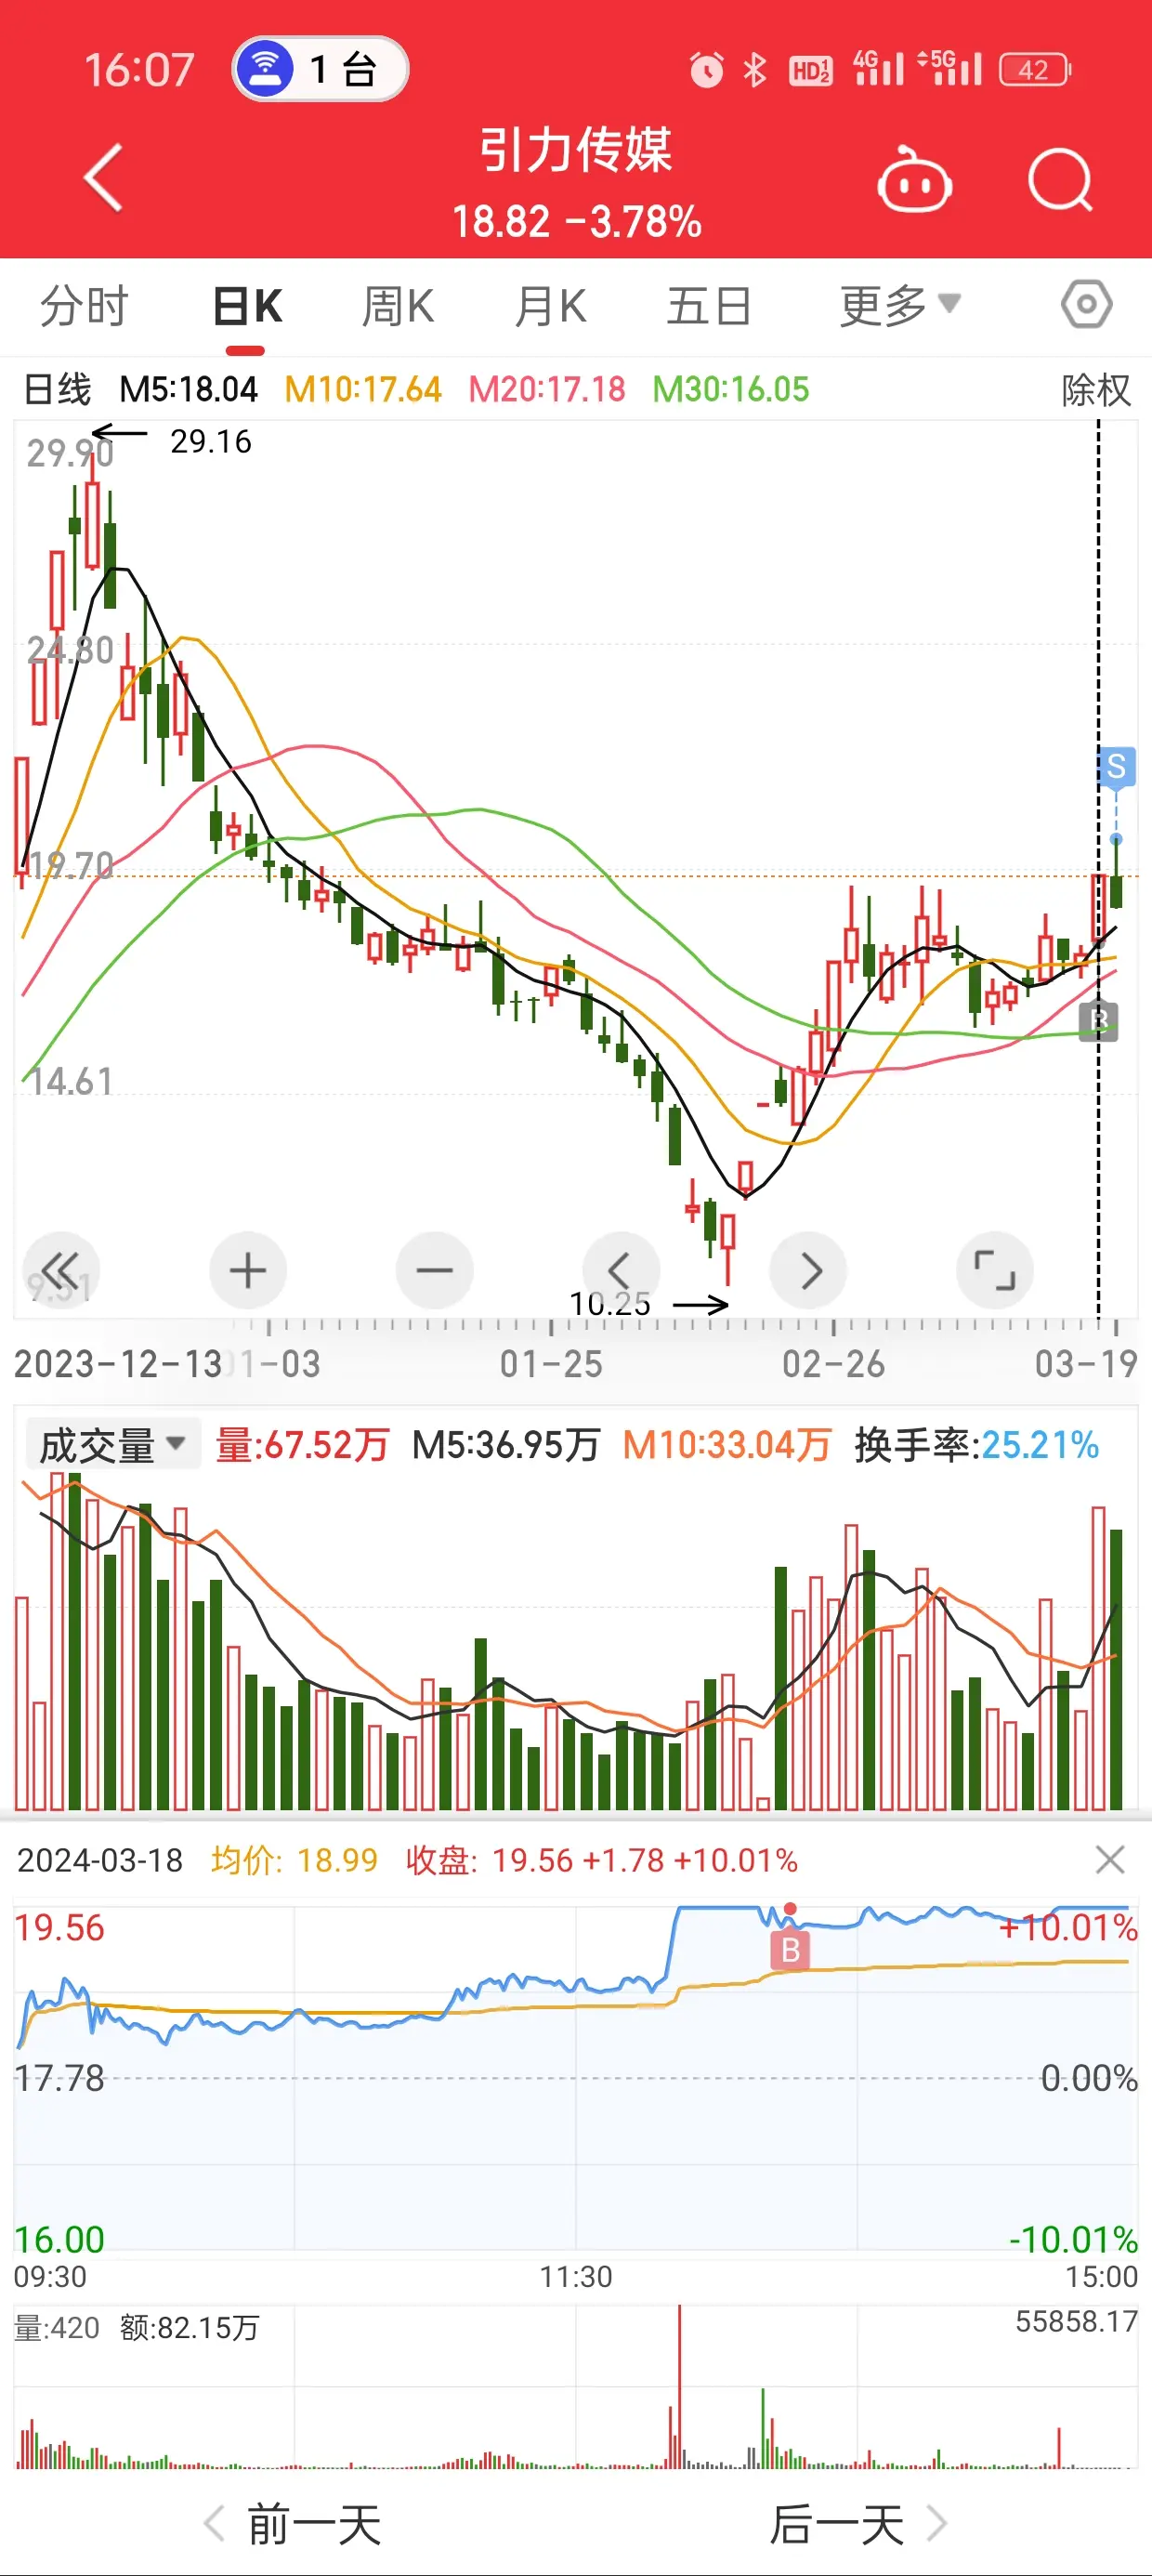 16:07 1 台 HD 1 2 4G 5G 42
引力传媒
18.82 -3.78%
分时 日K 周K 月K 五日 更多
日线 M5:18.04 M10:17.64 M20:17.18 M30:16.05 除权
29.16
29.90
24.80
S
19.70
B
14.61
9.51
10.25
2023-12-13 01-03 01-25 02-26 03-19
成交量 量:67.52万 M5:36.95万 M10:33.04万 换手率:25.21%
2024-03-18 均价: 18.99 收盘: 19.56 +1.78 +10.01%
19.56 +10.01%
B
17.78 0.00%
16.00 -10.01%
09:30 11:30 15:00
量:420 额:82.15万 55858.17
前一天 后一天